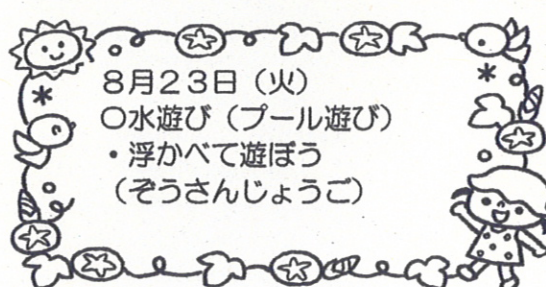 8月23日（火）
〇水遊び（プール遊び）
・浮かべて遊ぼう
（ぞうさんじょうご）